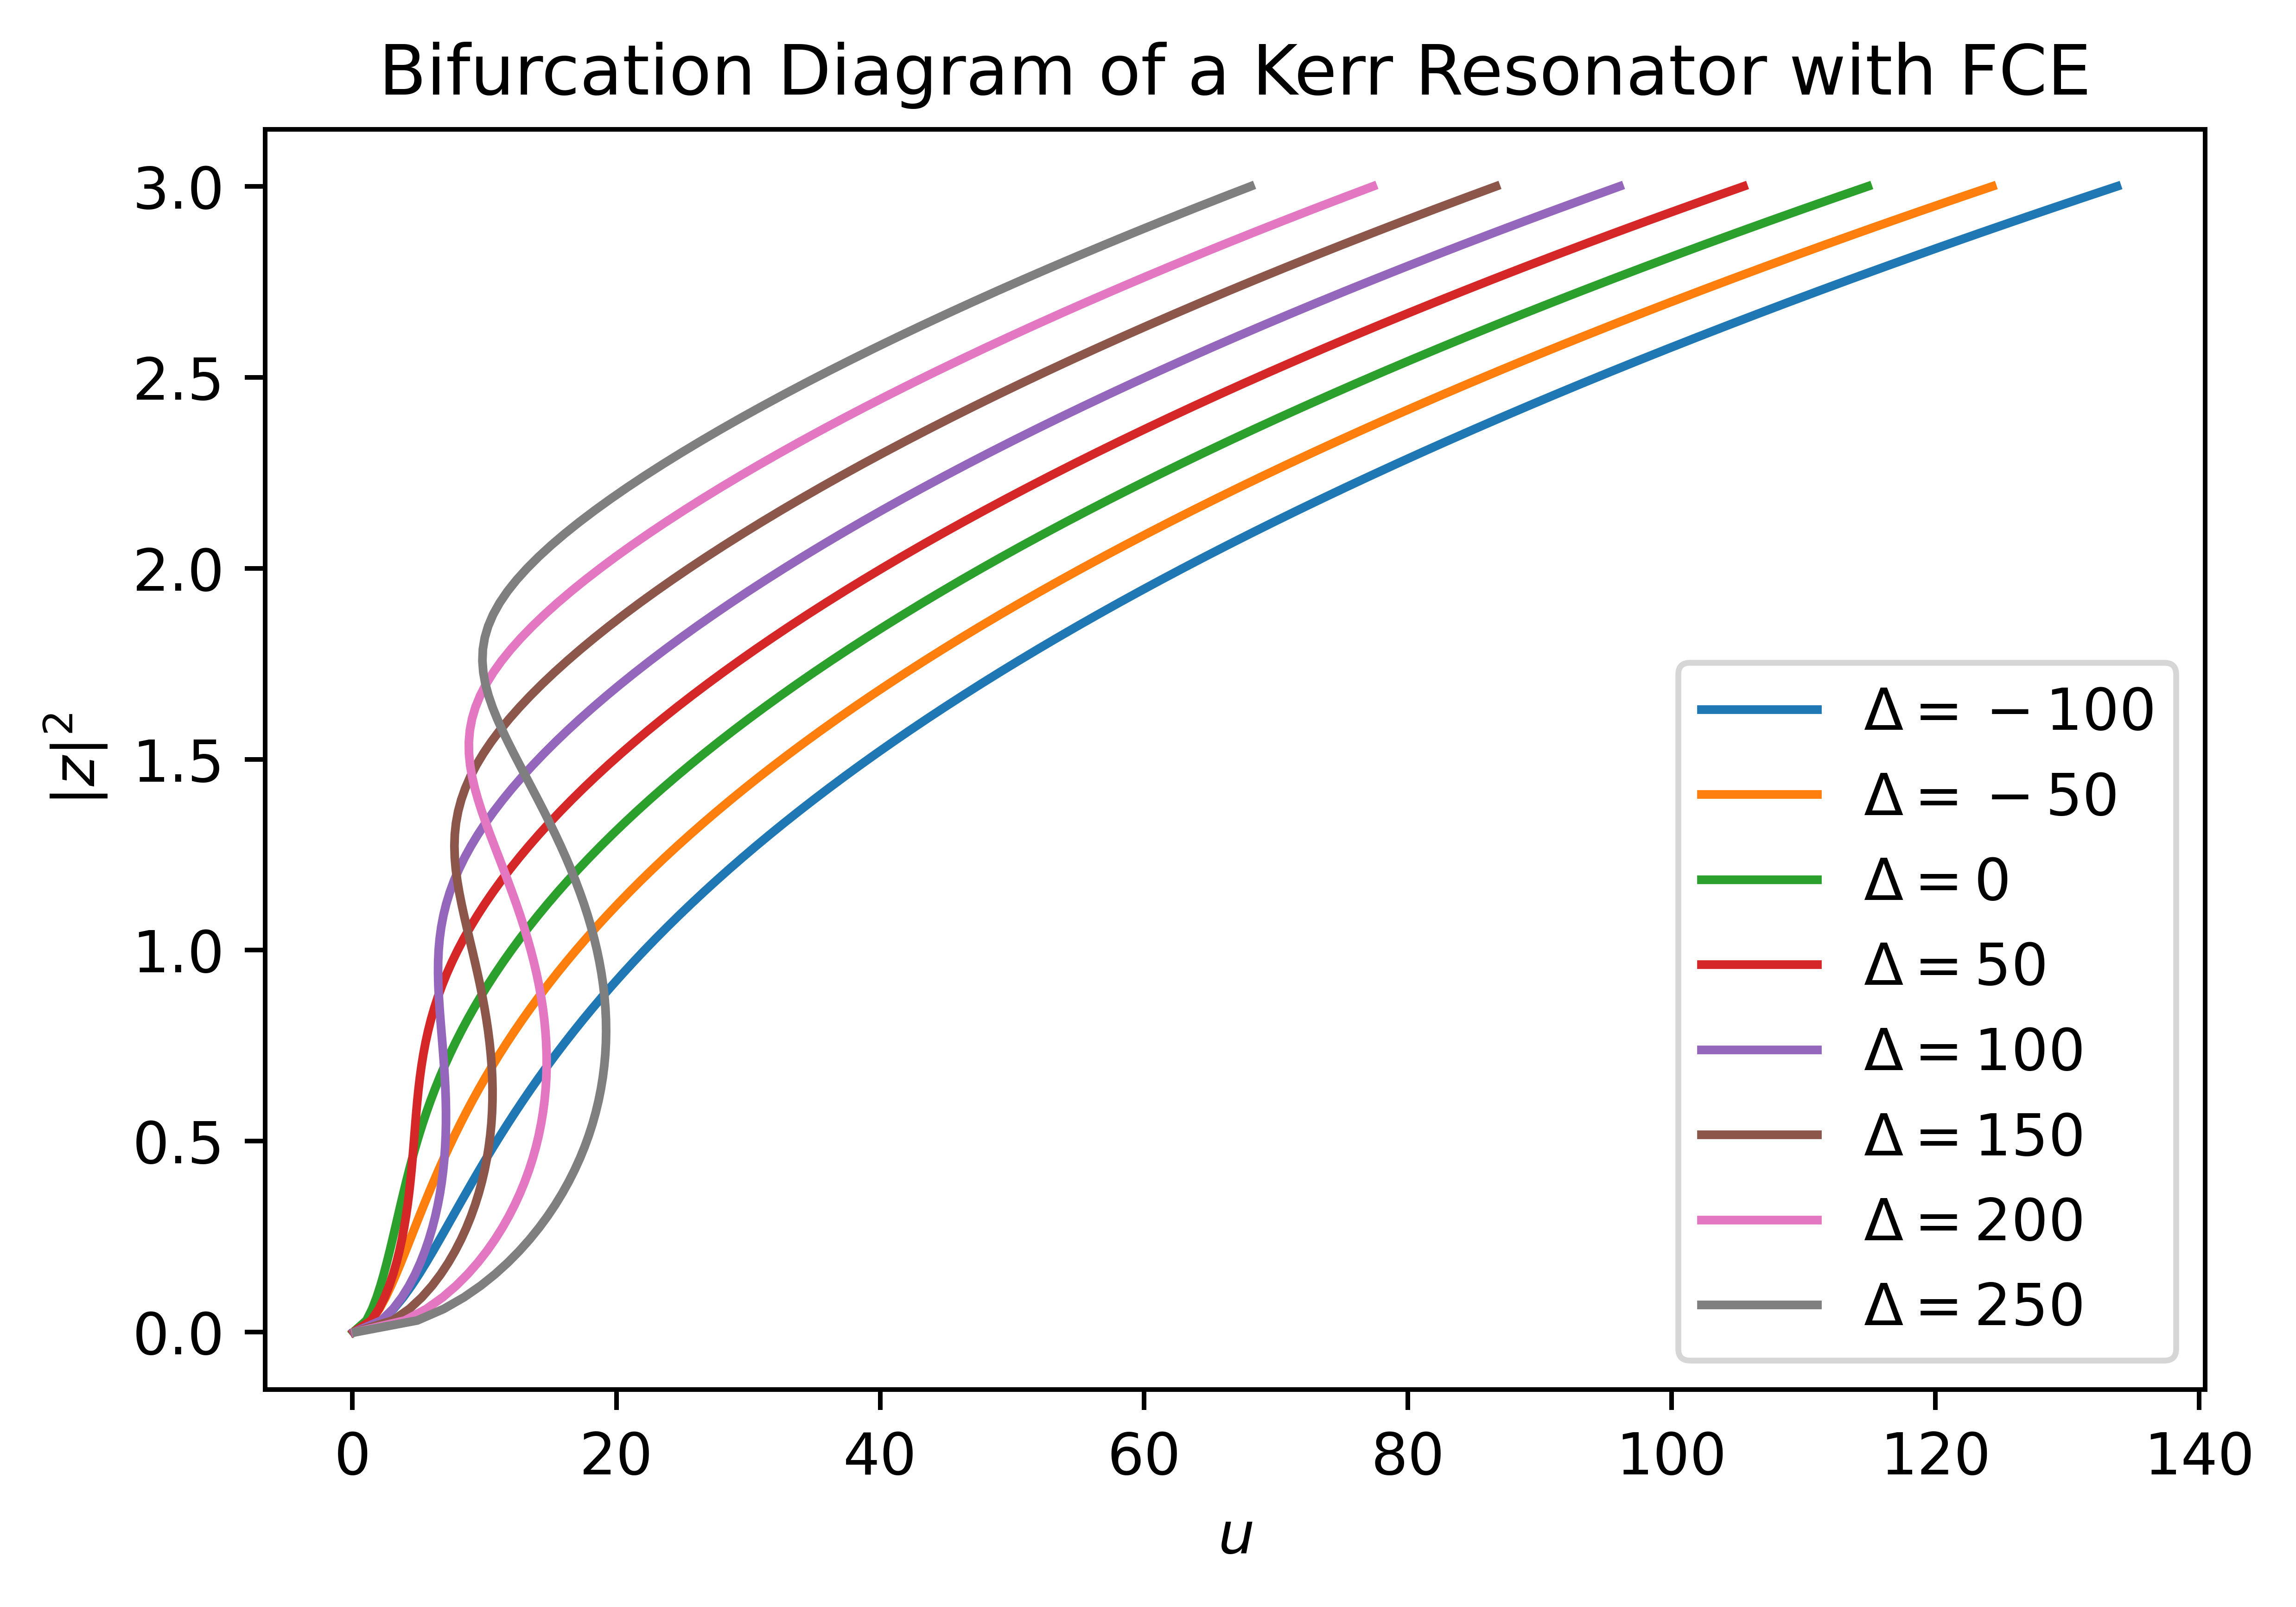 Bifurcation Diagram of a Kerr Resonator with FCE
3.0
2.5
2.0
1.5
1.0
0.5
0.0
|z|²
Δ = −100
Δ = −50
Δ = 0
Δ = 50
Δ = 100
Δ = 150
Δ = 200
Δ = 250
0 20 40 60 80 100 120 140
u